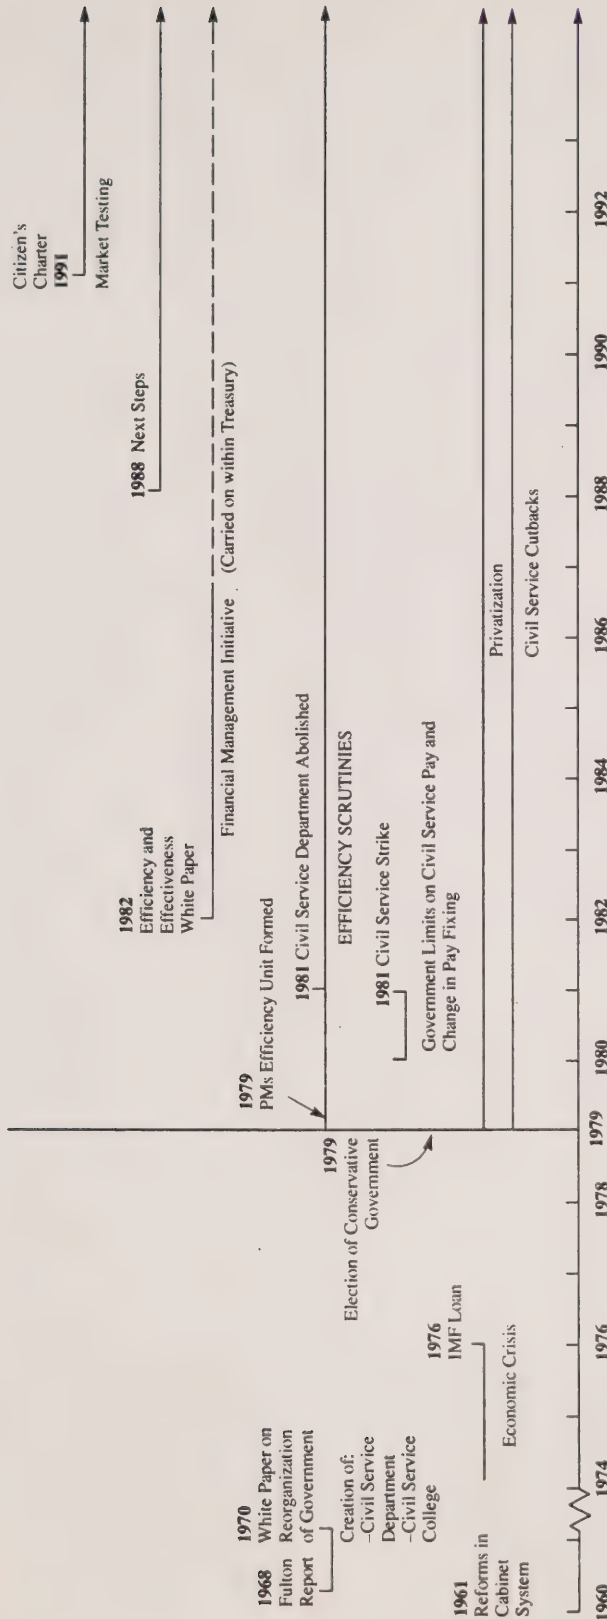 Citizen's
Charter
1991
Market Testing
1988 Next Steps
1982
Efficiency and
Effectiveness
White Paper
Financial Management Initiative (Carried on within Treasury)
1979
PMs Efficiency Unit Formed
1981 Civil Service Department Abolished
EFFICIENCY SCRUTINIES
1981 Civil Service Strike
Government Limits on Civil Service Pay and
Change in Pay Fixing
1979
Election of Conservative
Government
Privatization
Civil Service Cutbacks
1968
Fulton
Report
1970
White Paper on
Reorganization
of Government
Creation of:
–Civil Service
Department
–Civil Service
College
1976
IMF Loan
Economic Crisis
1961
Reforms in
Cabinet
System
1960 1974 1976 1978 1979 1980 1982 1984 1986 1988 1990 1992